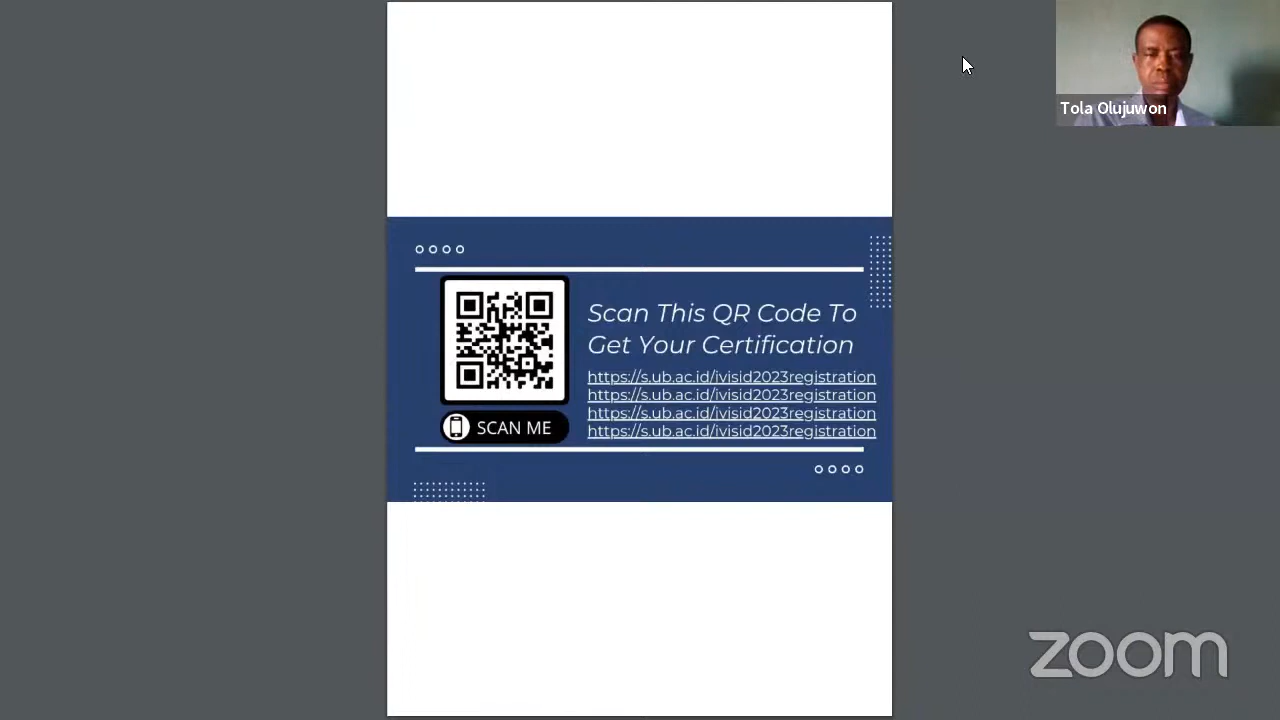 Tola Olujuwon
Scan This QR Code To
Get Your Certification
https://s.ub.ac.id/ivisid2023registration
https://s.ub.ac.id/ivisid2023registration
https://s.ub.ac.id/ivisid2023registration
https://s.ub.ac.id/ivisid2023registration
SCAN ME
zoom